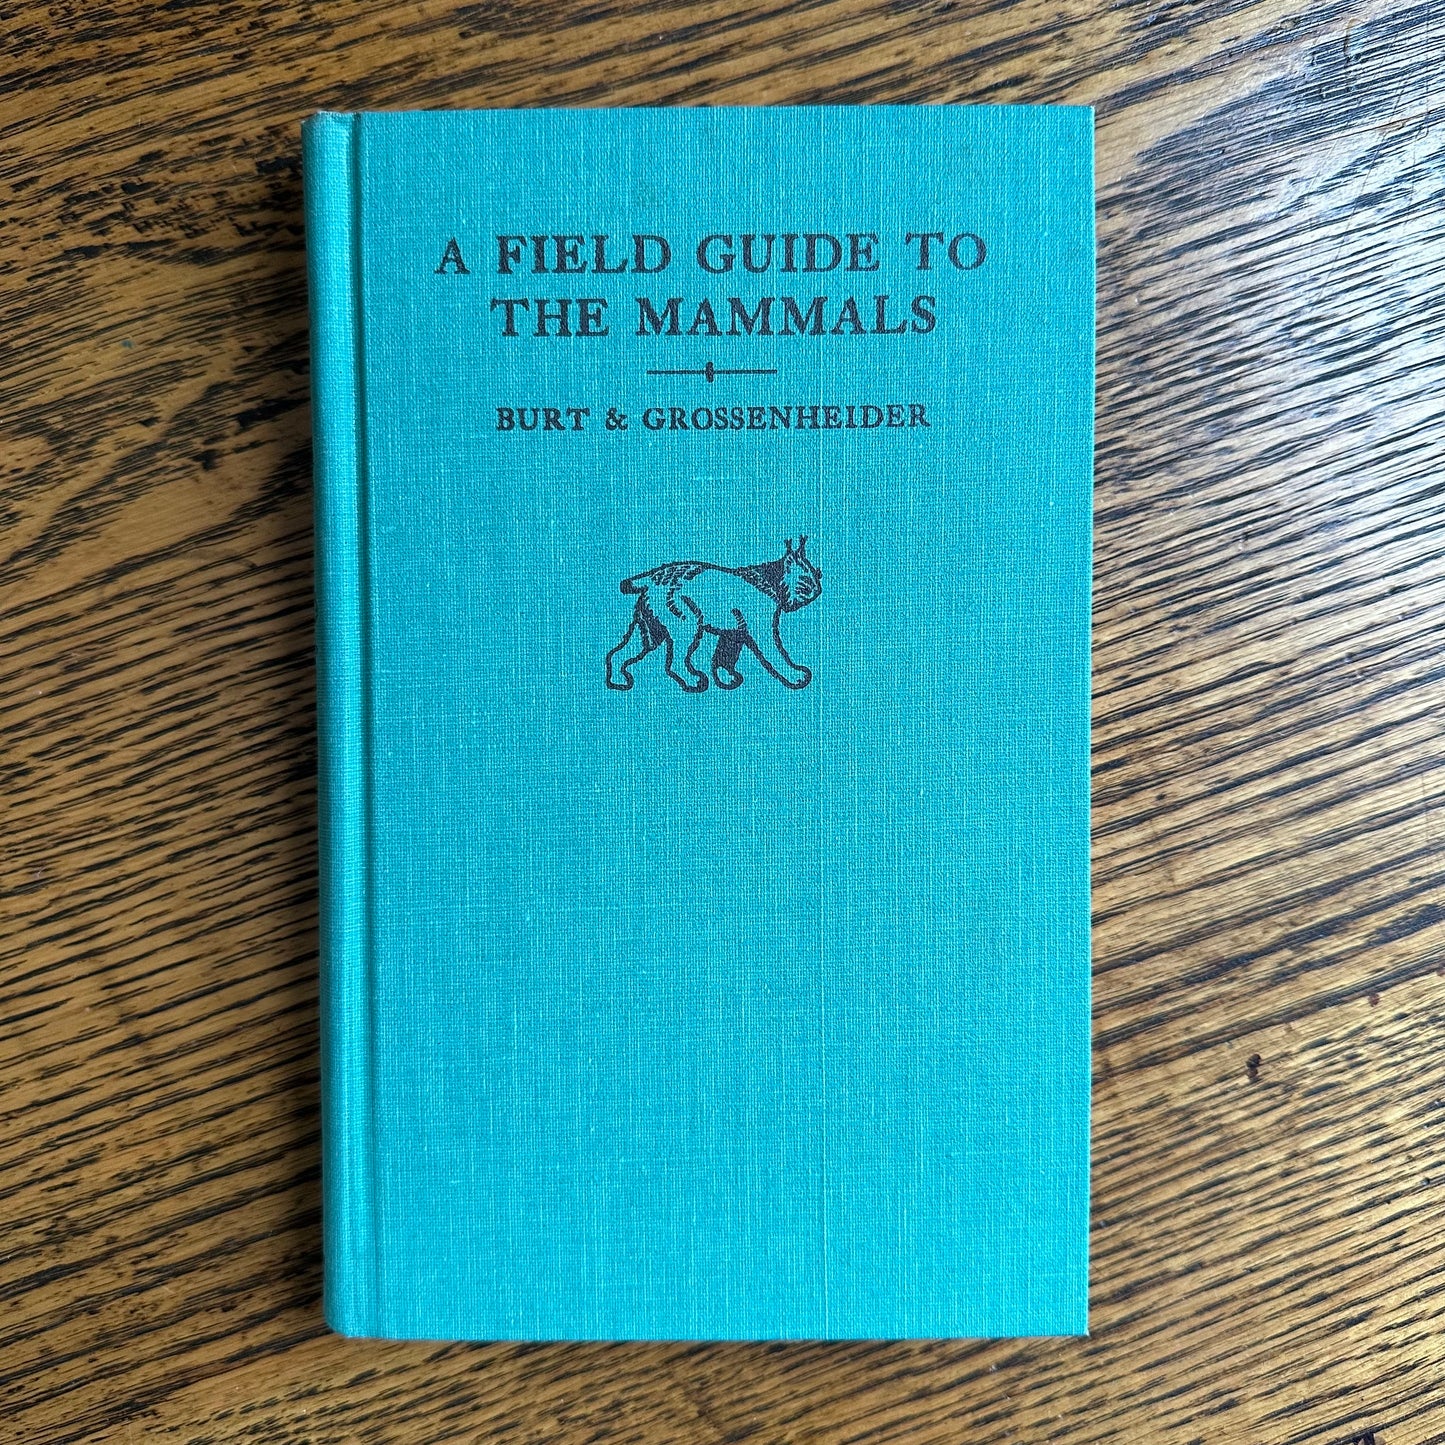 A FIELD GUIDE TO
THE MAMMALS
BURT & GROSSENHEIDER